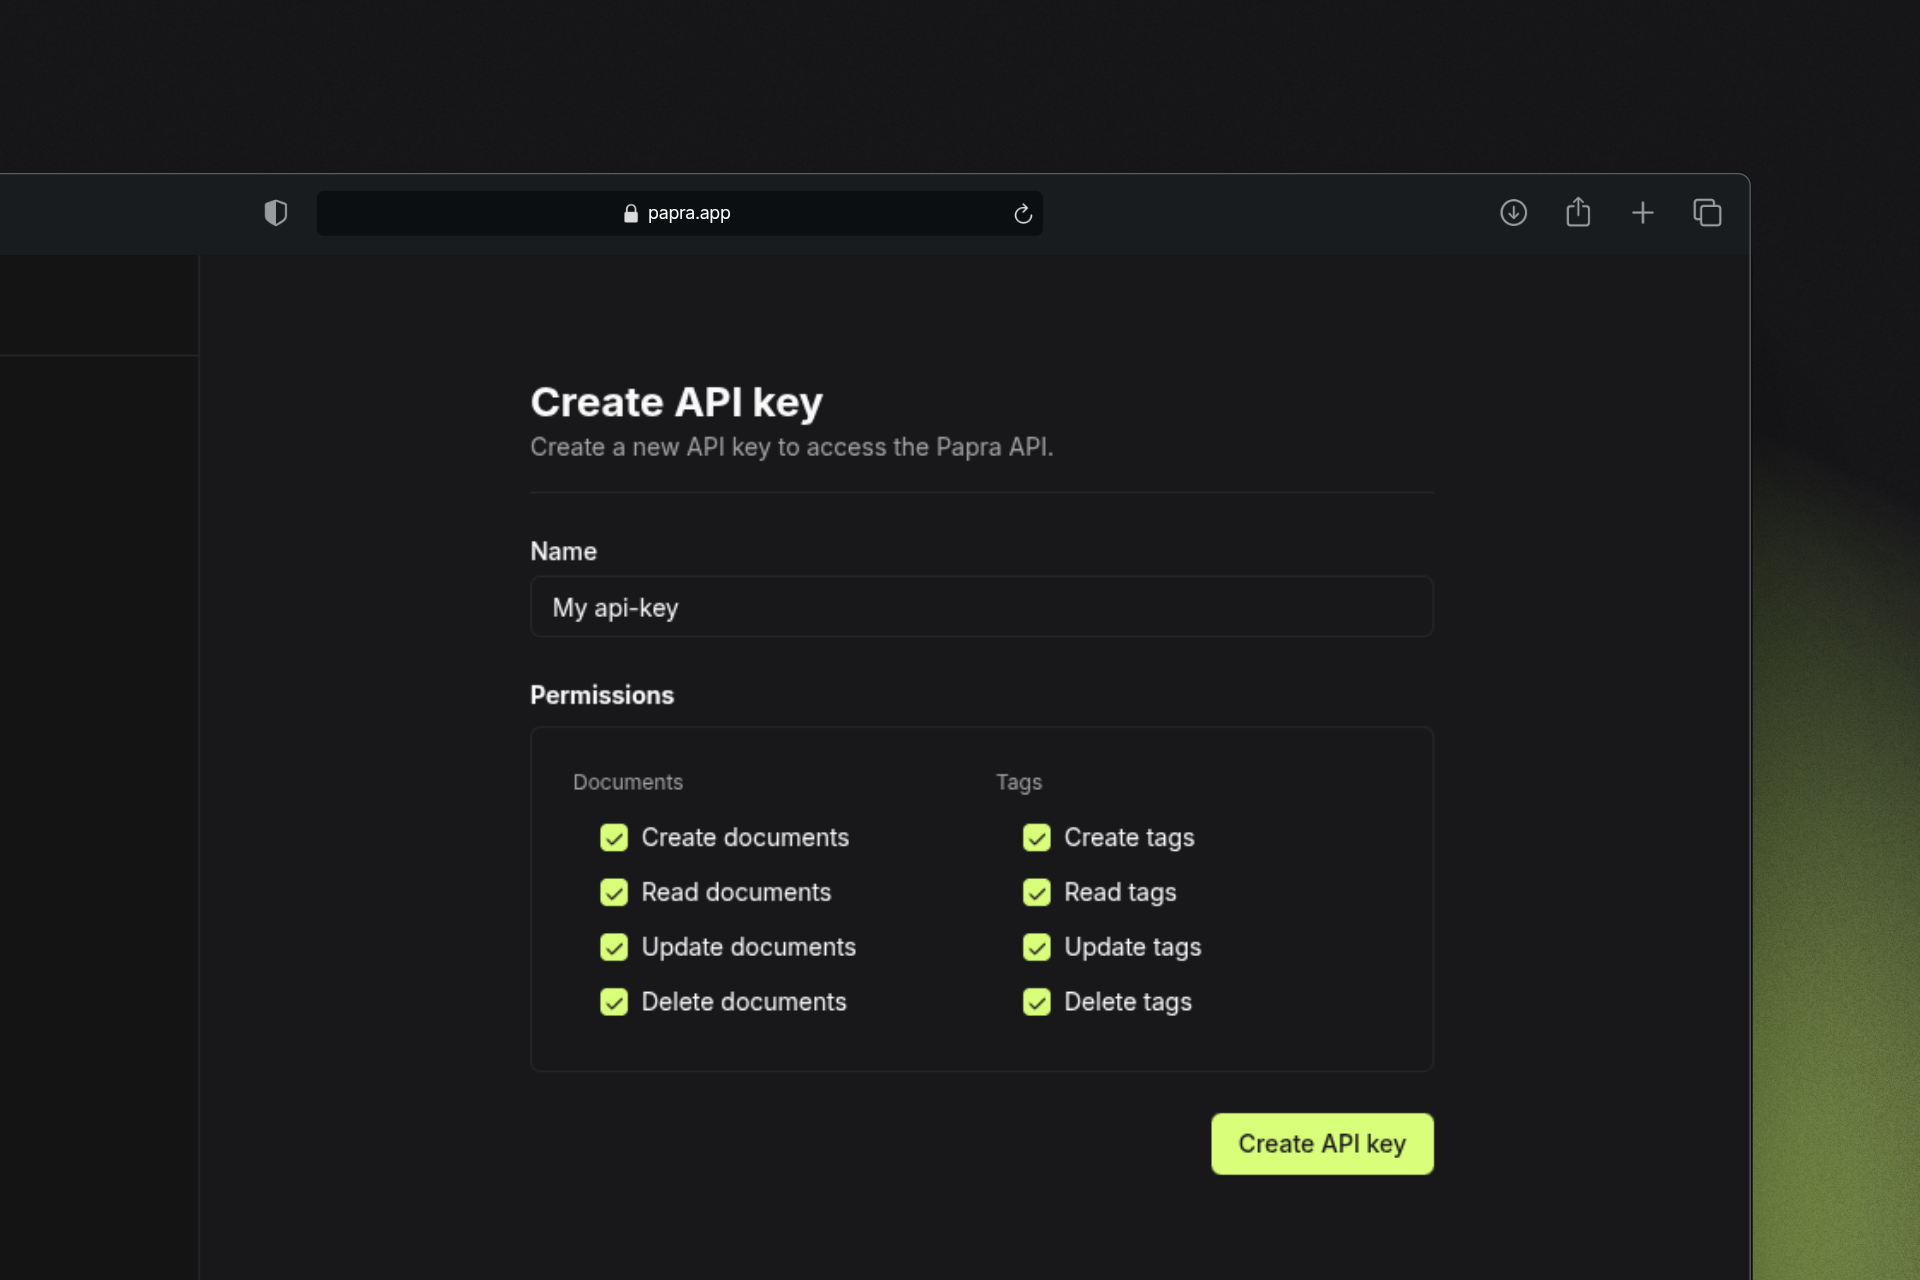 papra.app
Create API key
Create a new API key to access the Papra API.
Name
My api-key
Permissions
Documents
Create documents
Read documents
Update documents
Delete documents
Tags
Create tags
Read tags
Update tags
Delete tags
Create API key